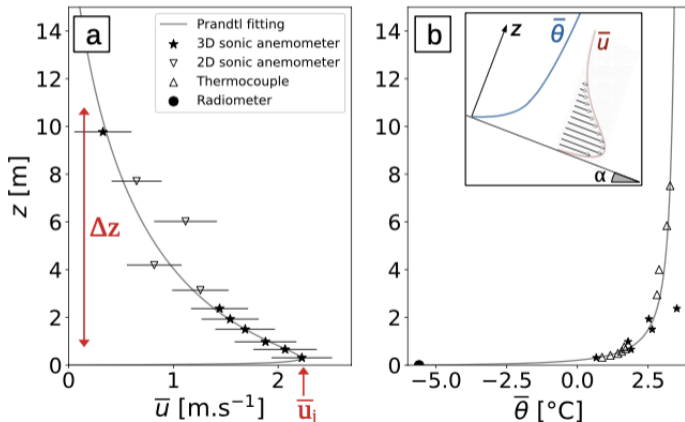 a
Prandtl fitting
3D sonic anemometer
2D sonic anemometer
Thermocouple
Radiometer
z [m]
14
12
10
8
6
4
2
0
Δz
0
1
2
u̅ [m.s⁻¹]
u̅ⱼ
b
z
θ̅
u̅
α
14
12
10
8
6
4
2
0
−5.0
−2.5
0.0
2.5
θ̅ [°C]